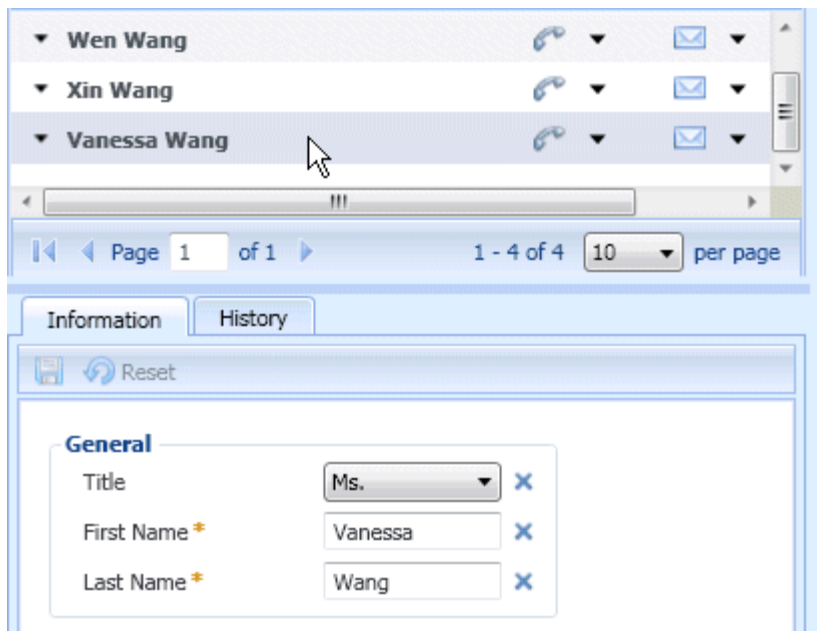 Wen Wang
Xin Wang
Vanessa Wang
Page 1 of 1 1 - 4 of 4 10 per page
Information History
Reset
General
Title Ms.
First Name* Vanessa
Last Name* Wang